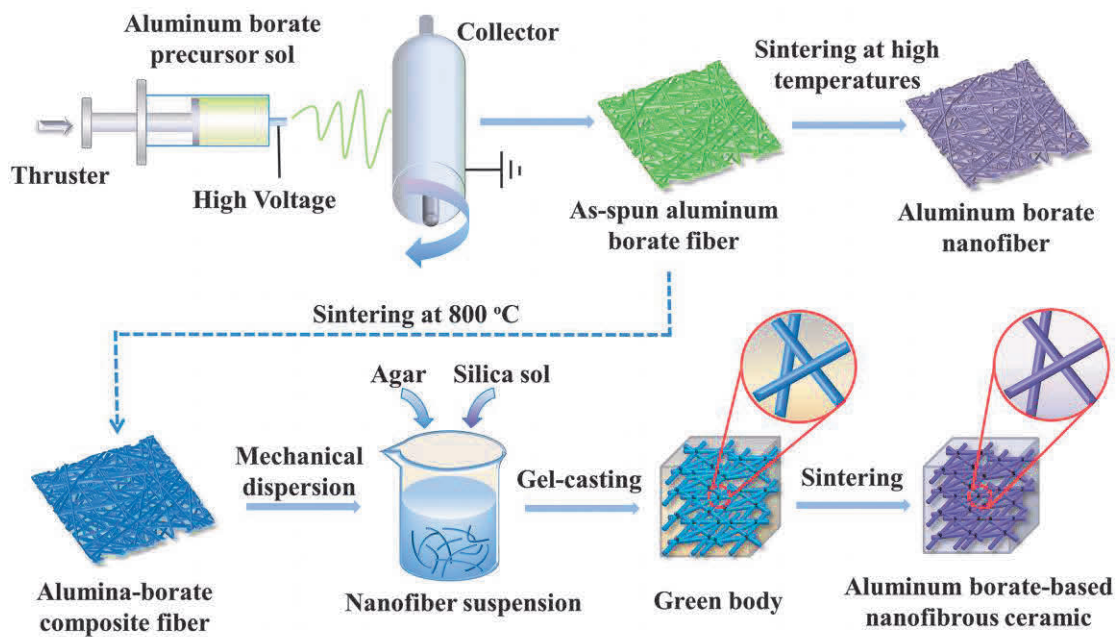 Aluminum borate
precursor sol
Collector
Sintering at high
temperatures
Thruster
High Voltage
As-spun aluminum
borate fiber
Aluminum borate
nanofiber
Sintering at 800 °C
Agar
Silica sol
Mechanical
dispersion
Gel-casting
Sintering
Alumina-borate
composite fiber
Nanofiber suspension
Green body
Aluminum borate-based
nanofibrous ceramic